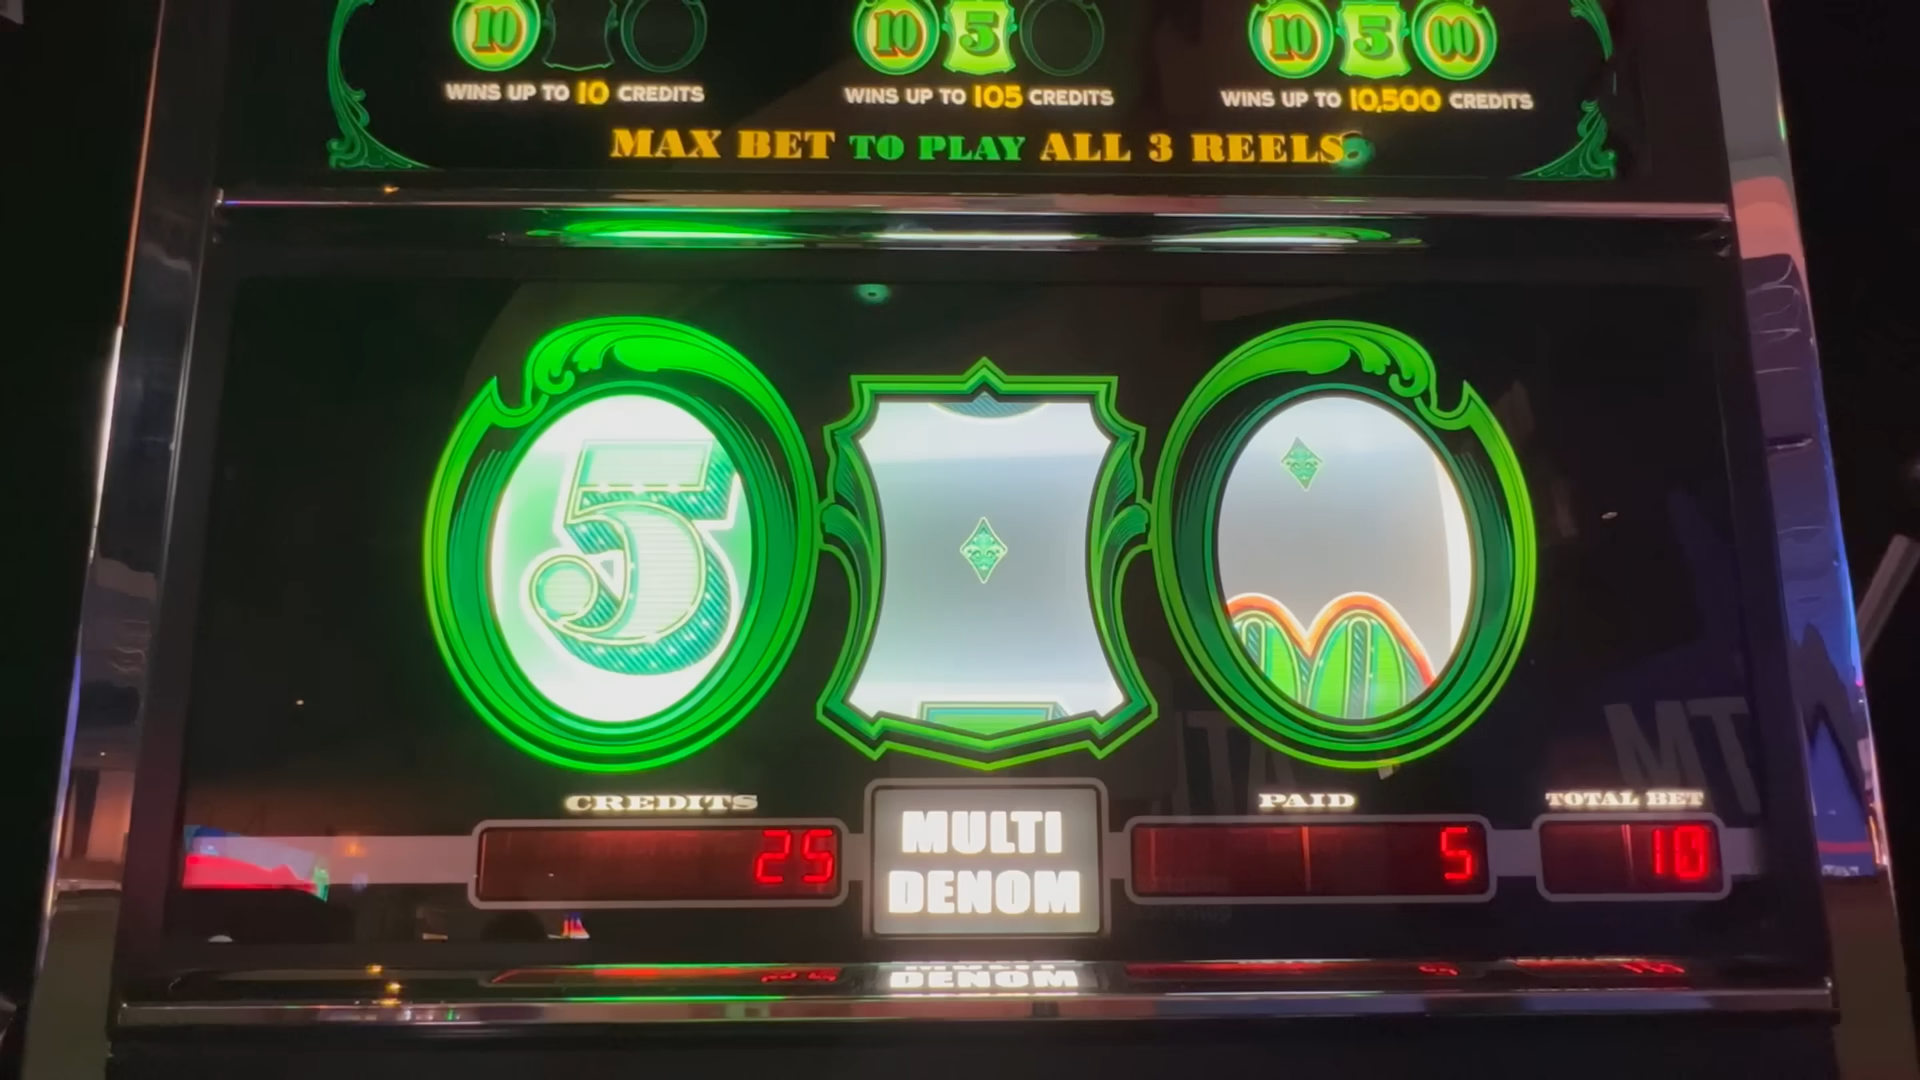 10
10 5
10 5 00
WINS UP TO 10 CREDITS
WINS UP TO 105 CREDITS
WINS UP TO 10,500 CREDITS
MAX BET TO PLAY ALL 3 REELS
5
CREDITS
25
MULTI
DENOM
PAID
5
TOTAL BET
10